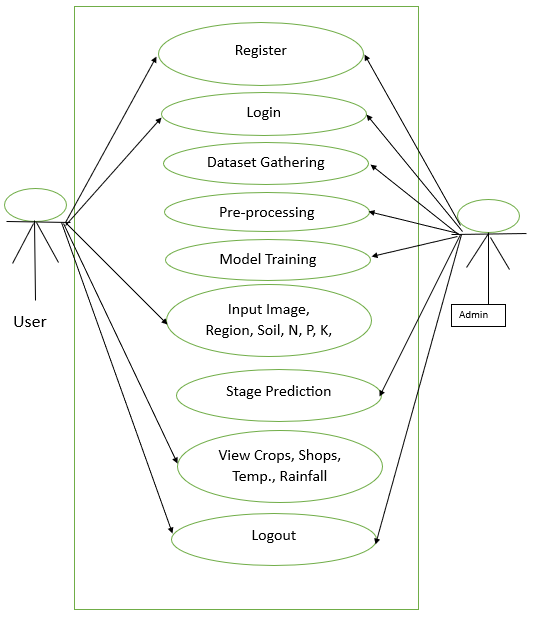 Register
Login
Dataset Gathering
Pre-processing
Model Training
Input Image,
Region, Soil, N, P, K,
User
Admin
Stage Prediction
View Crops, Shops,
Temp., Rainfall
Logout